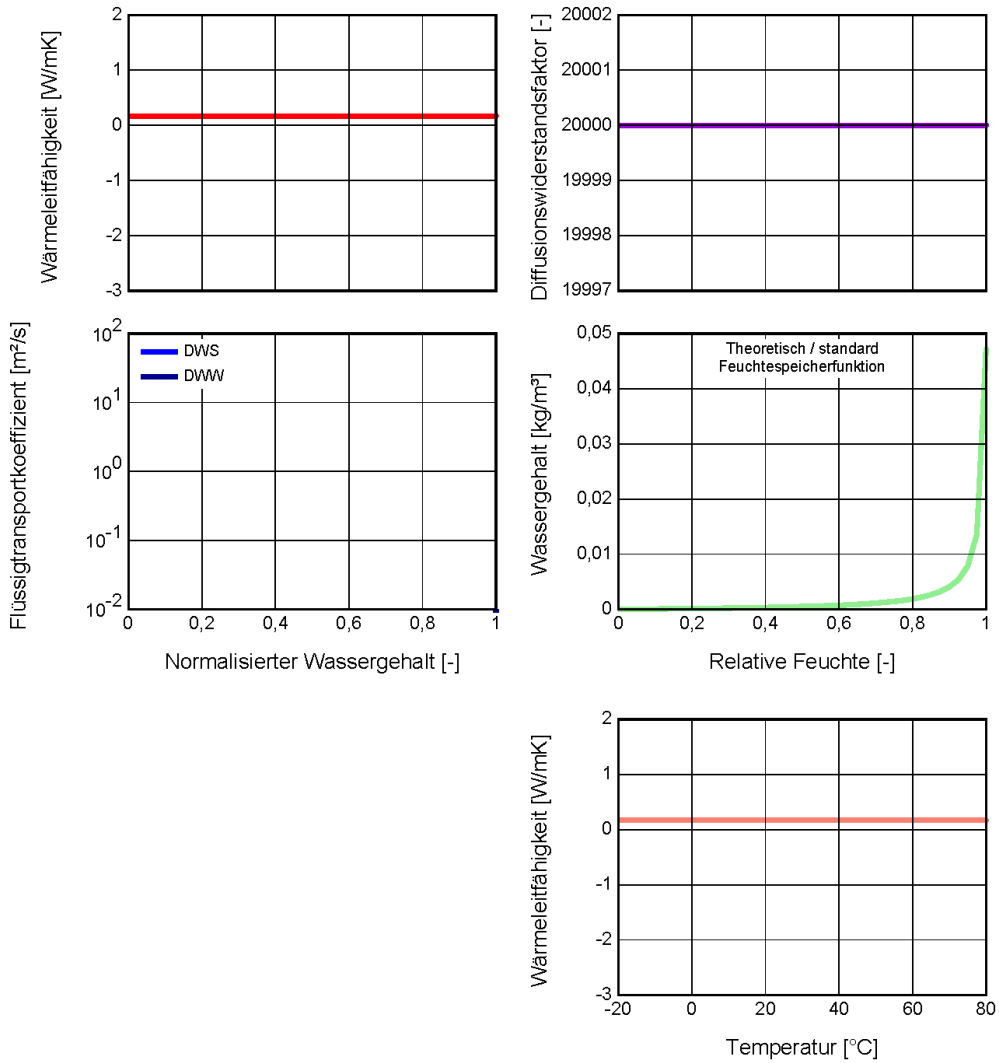 Wärmeleitfähigkeit [W/mK]
2
1
0
-1
-2
-3
Diffusionswiderstandsfaktor [-]
20002
20001
20000
19999
19998
19997
Flüssigtransportkoeffizient [m²/s]
10²
10¹
10⁰
10⁻¹
10⁻²
DWS
DWW
0 0,2 0,4 0,6 0,8 1
Normalisierter Wassergehalt [-]
Wassergehalt [kg/m³]
0,05
0,04
0,03
0,02
0,01
0
Theoretisch / standard
Feuchtespeicherfunktion
0 0,2 0,4 0,6 0,8 1
Relative Feuchte [-]
Wärmeleitfähigkeit [W/mK]
2
1
0
-1
-2
-3
-20 0 20 40 60 80
Temperatur [°C]